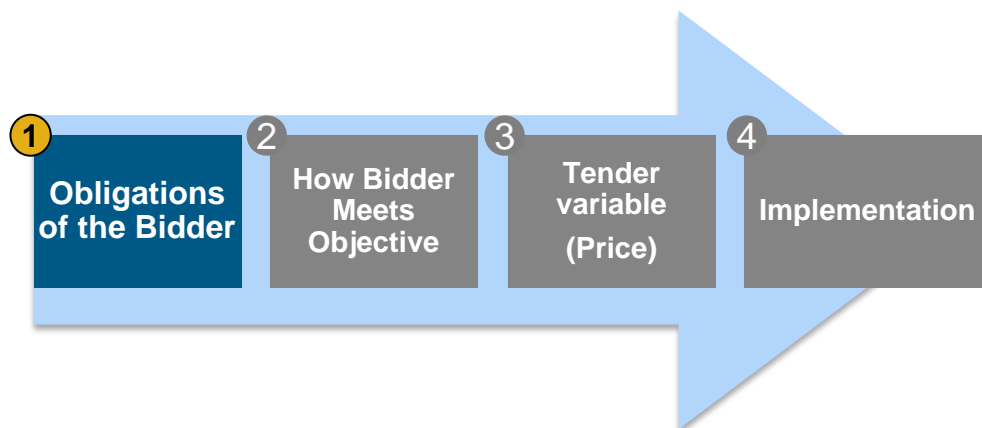 1
Obligations
of the Bidder
2
How Bidder
Meets
Objective
3
Tender
variable
(Price)
4
Implementation